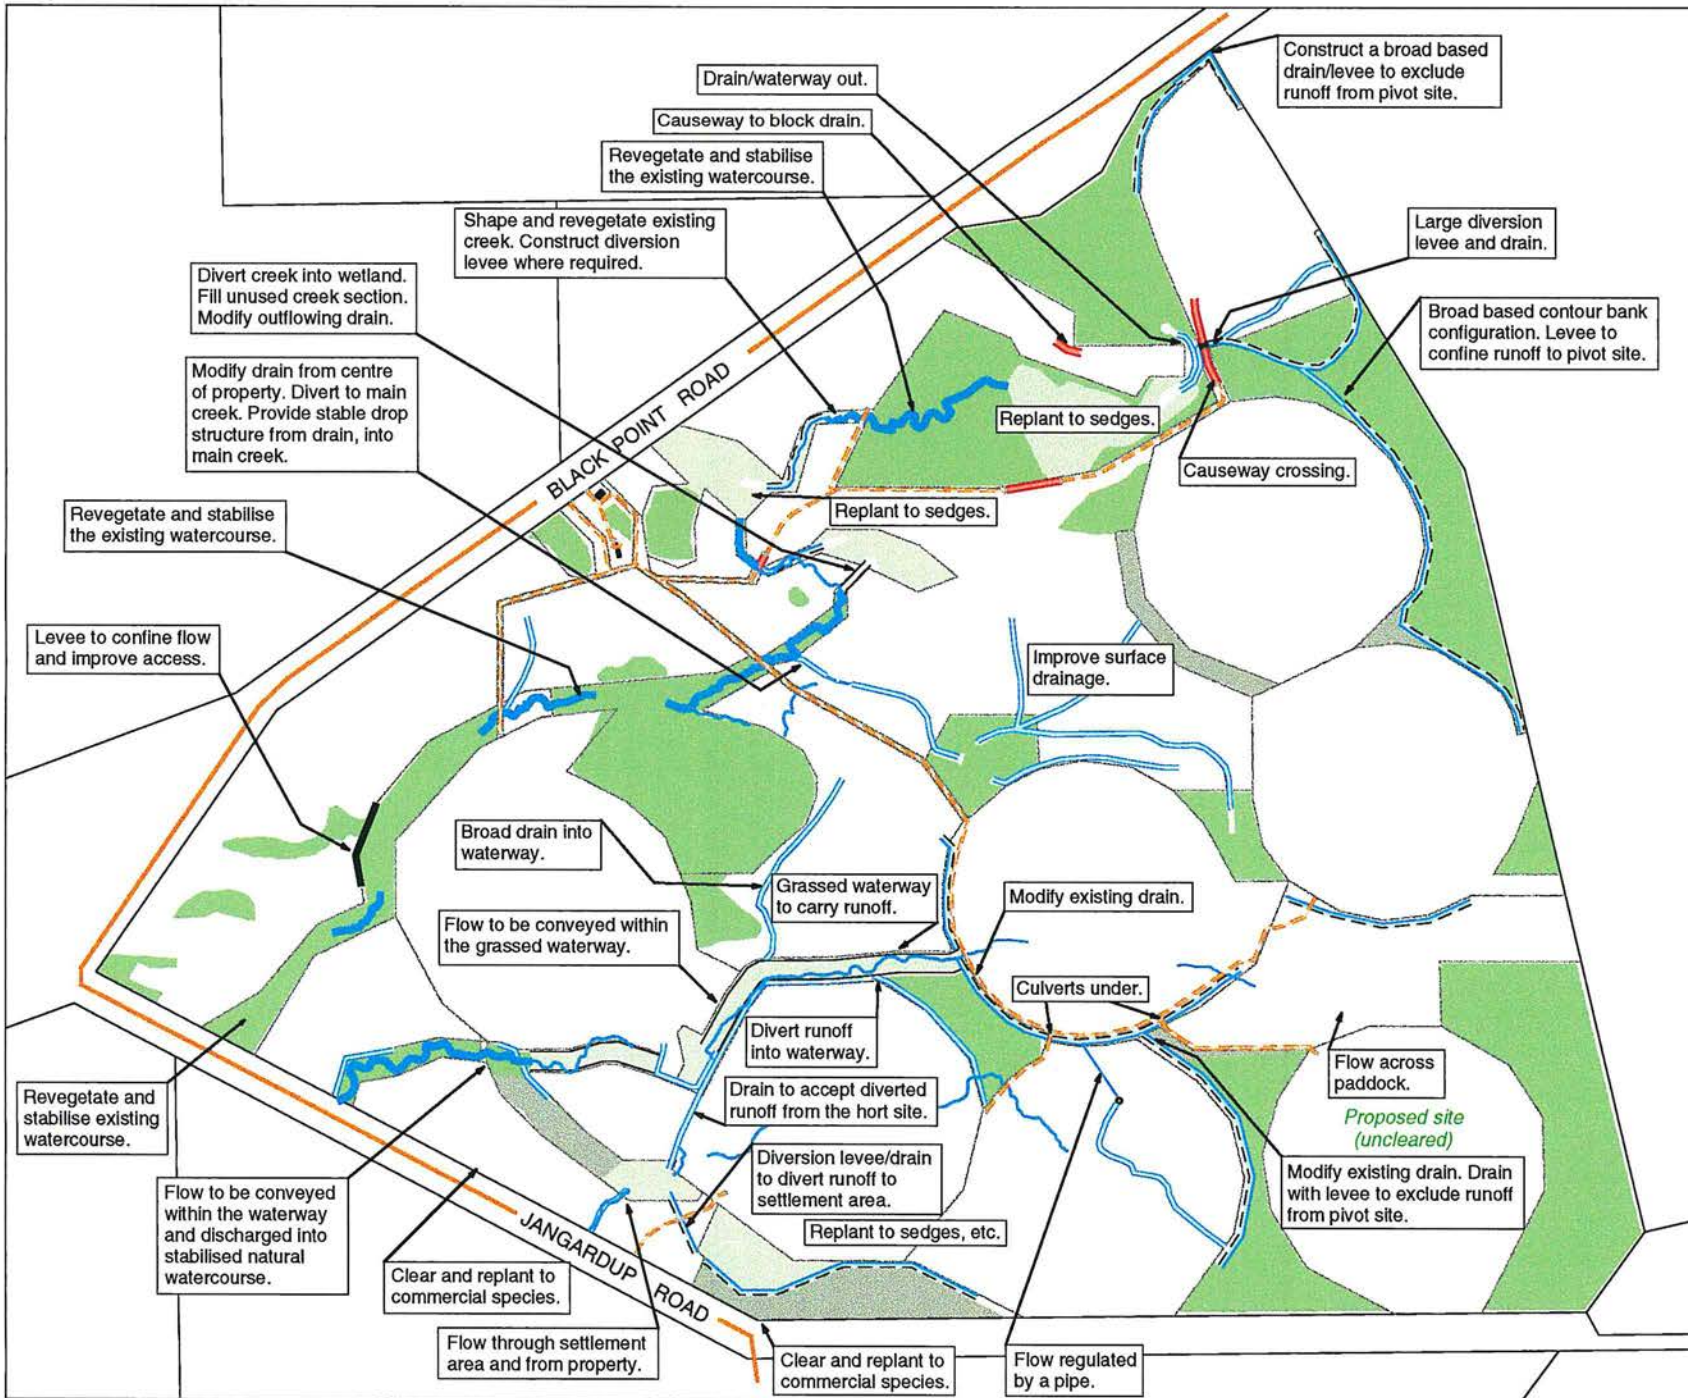 Construct a broad based
drain/levee to exclude
runoff from pivot site.
Drain/waterway out.
Causeway to block drain.
Revegetate and stabilise
the existing watercourse.
Shape and revegetate existing
creek. Construct diversion
levee where required.
Large diversion
levee and drain.
Divert creek into wetland.
Fill unused creek section.
Modify outflowing drain.
Broad based contour bank
configuration. Levee to
confine runoff to pivot site.
Modify drain from centre
of property. Divert to main
creek. Provide stable drop
structure from drain, into
main creek.
BLACK POINT ROAD
Replant to sedges.
Causeway crossing.
Replant to sedges.
Revegetate and stabilise
the existing watercourse.
Levee to confine flow
and improve access.
Improve surface
drainage.
Broad drain into
waterway.
Grassed waterway
to carry runoff.
Modify existing drain.
Flow to be conveyed within
the grassed waterway.
Culverts under.
Divert runoff
into waterway.
Flow across
paddock.
Revegetate and
stabilise existing
watercourse.
Drain to accept diverted
runoff from the hort site.
Proposed site
(uncleared)
Diversion levee/drain
to divert runoff to
settlement area.
Modify existing drain. Drain
with levee to exclude runoff
from pivot site.
Flow to be conveyed
within the waterway
and discharged into
stabilised natural
watercourse.
Replant to sedges, etc.
JANGARDUP ROAD
Clear and replant to
commercial species.
Flow through settlement
area and from property.
Clear and replant to
commercial species.
Flow regulated
by a pipe.